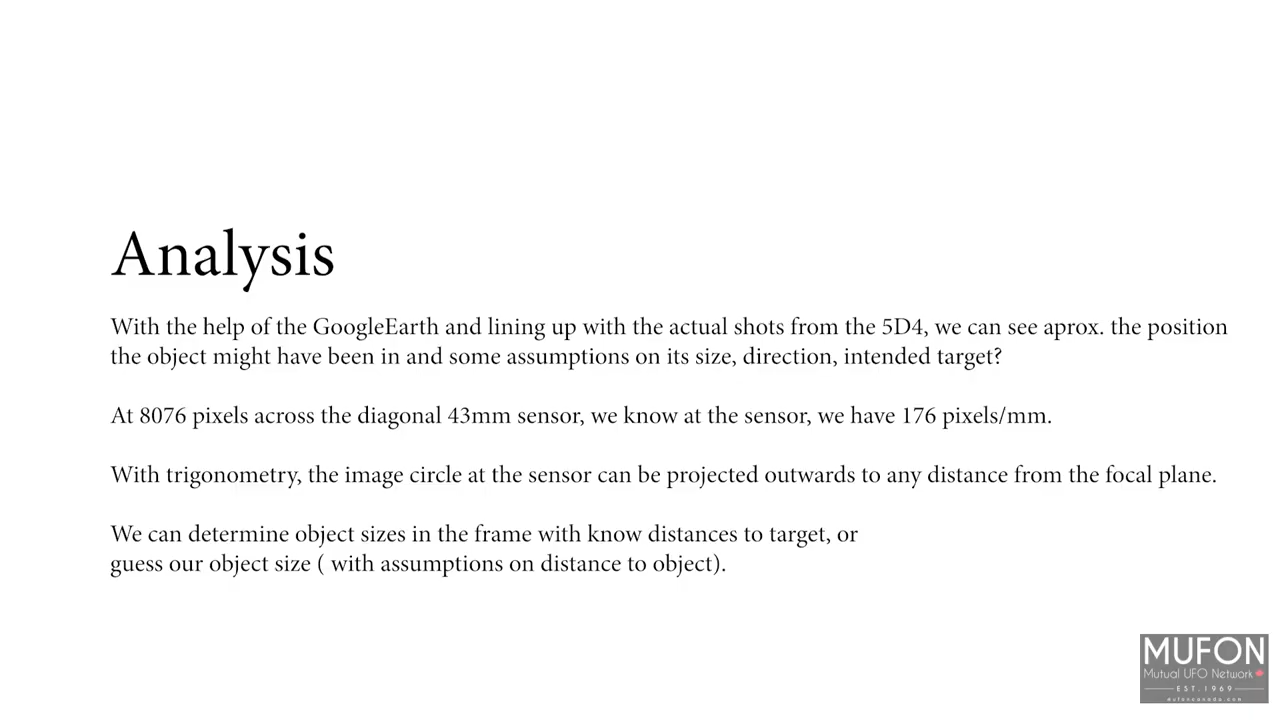 Analysis
With the help of the GoogleEarth and lining up with the actual shots from the 5D4, we can see aprox. the position
the object might have been in and some assumptions on its size, direction, intended target?
At 8076 pixels across the diagonal 43mm sensor, we know at the sensor, we have 176 pixels/mm.
With trigonometry, the image circle at the sensor can be projected outwards to any distance from the focal plane.
We can determine object sizes in the frame with know distances to target, or
guess our object size ( with assumptions on distance to object).
MUFON
Mutual UFO Network
EST.1969
mufoncanada.com